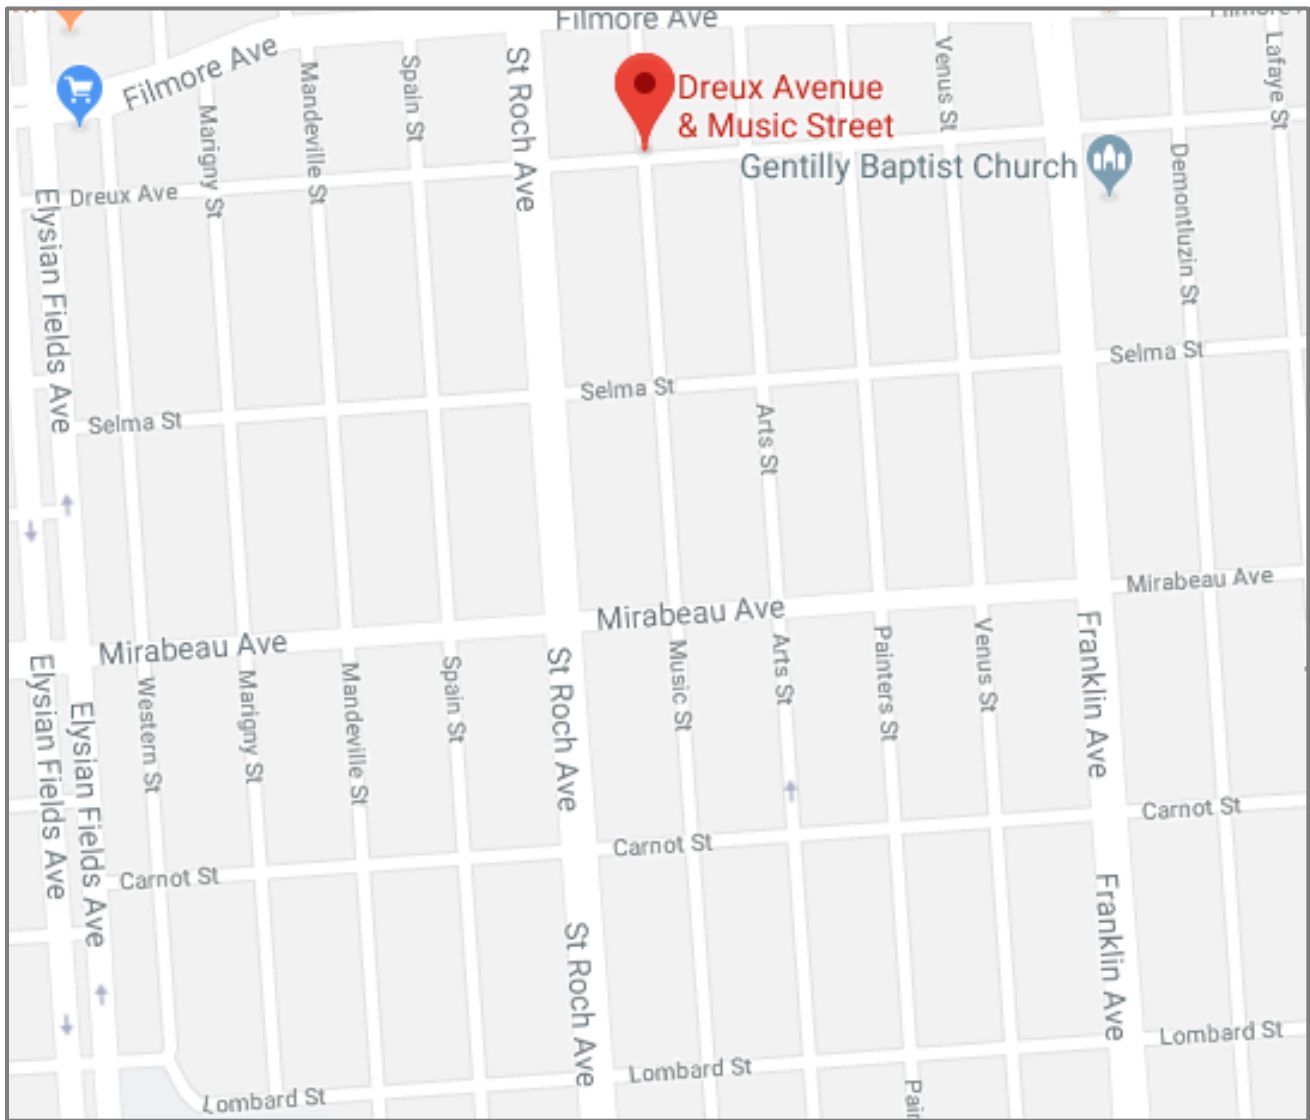 Filmore Ave
Filmore Ave
Mandeville St
Spain St
St Roch Ave
Venus St
Lafaye St
Marigny St
Dreux Avenue
& Music Street
Gentilly Baptist Church
Demontluzin St
Dreux Ave
Elysian Fields Ave
Selma St
Selma St
Selma St
Arts St
Mirabeau Ave
Mirabeau Ave
Mirabeau Ave
Elysian Fields Ave
Elysian Fields Ave
Western St
Marigny St
Mandeville St
Spain St
St Roch Ave
Music St
Arts St
Painters St
Venus St
Franklin Ave
Carnot St
Carnot St
Carnot St
St Roch Ave
Franklin Ave
Lombard St
Lombard St
Lombard St